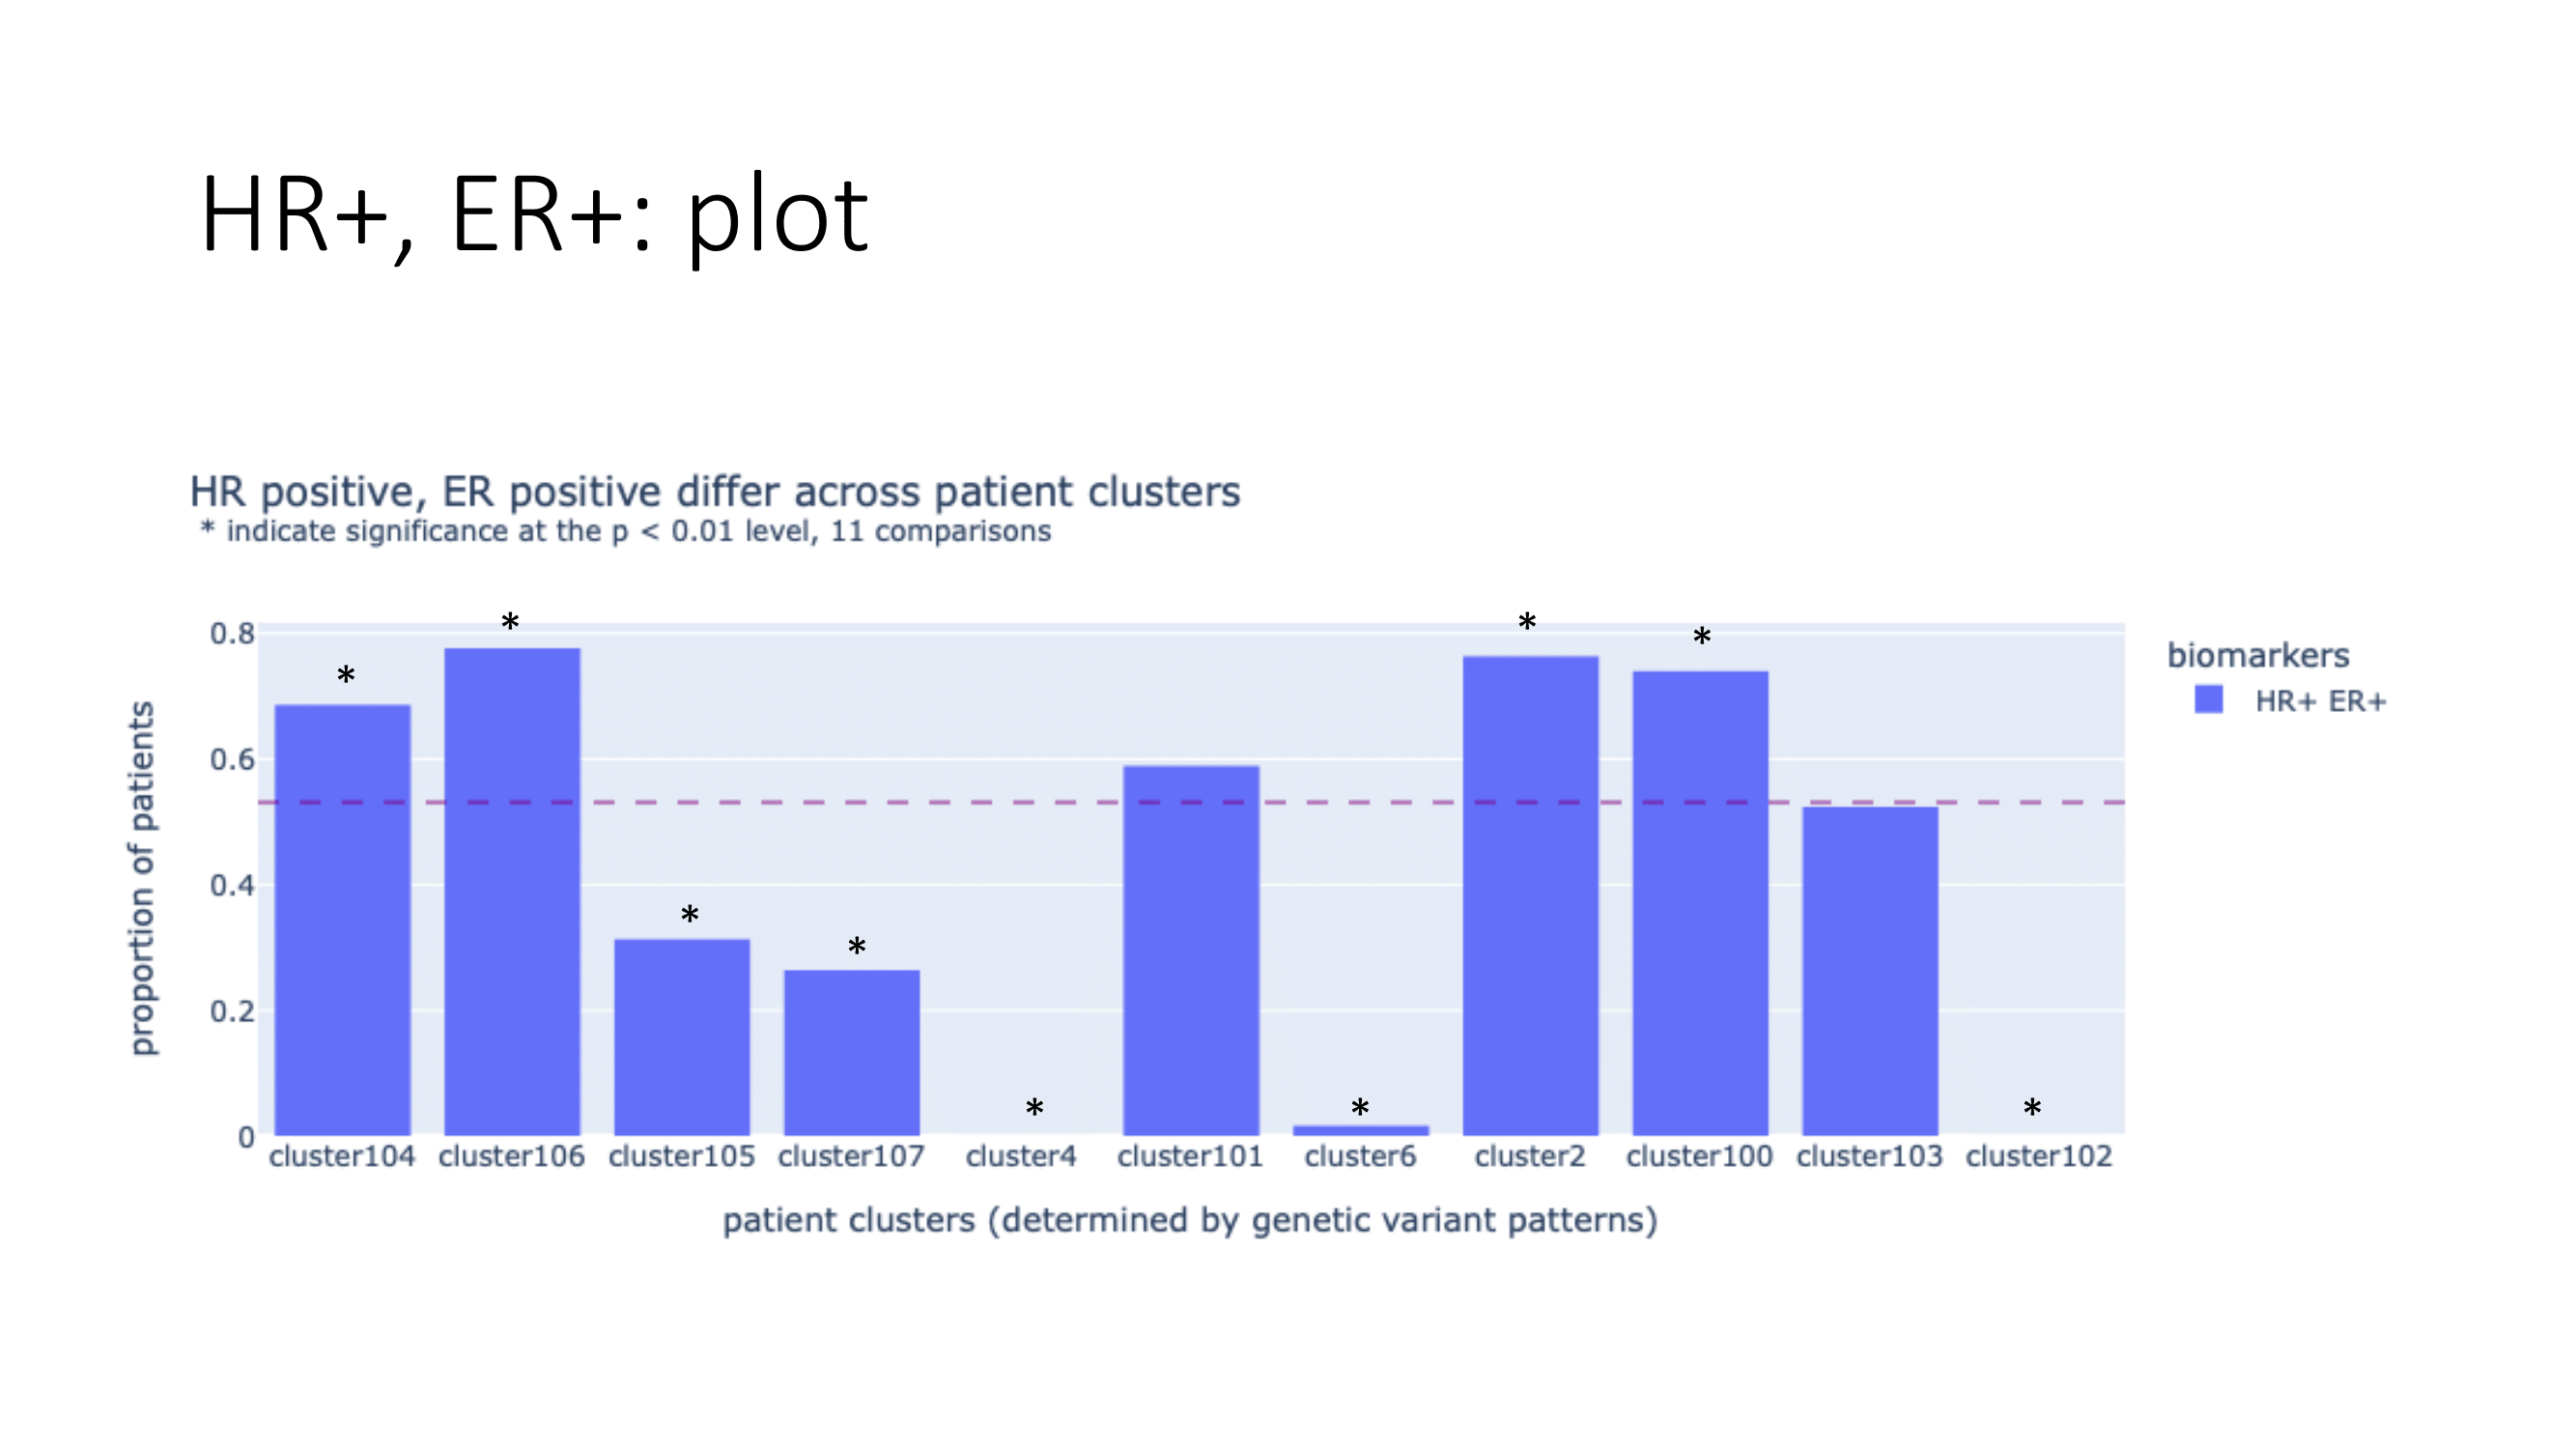 HR+, ER+: plot
HR positive, ER positive differ across patient clusters
* indicate significance at the p < 0.01 level, 11 comparisons
proportion of patients
0.8
0.6
0.4
0.2
0
* * * * * * * * *
cluster104 cluster106 cluster105 cluster107 cluster4 cluster101 cluster6 cluster2 cluster100 cluster103 cluster102
patient clusters (determined by genetic variant patterns)
biomarkers
HR+ ER+